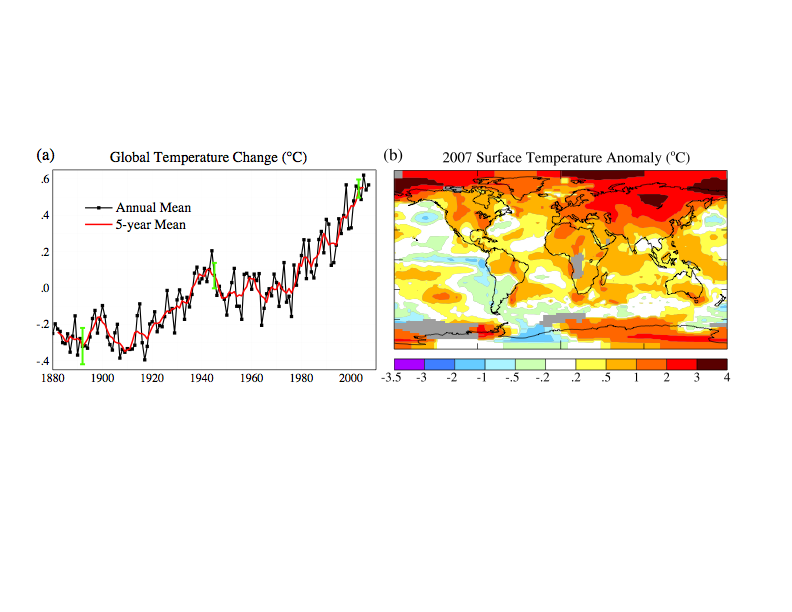 (a)
Global Temperature Change (°C)
.6
.4
.2
.0
-.2
-.4
Annual Mean
5-year Mean
1880 1900 1920 1940 1960 1980 2000
(b)
2007 Surface Temperature Anomaly (°C)
-3.5 -3 -2 -1 -.5 -.2 .2 .5 1 2 3 4